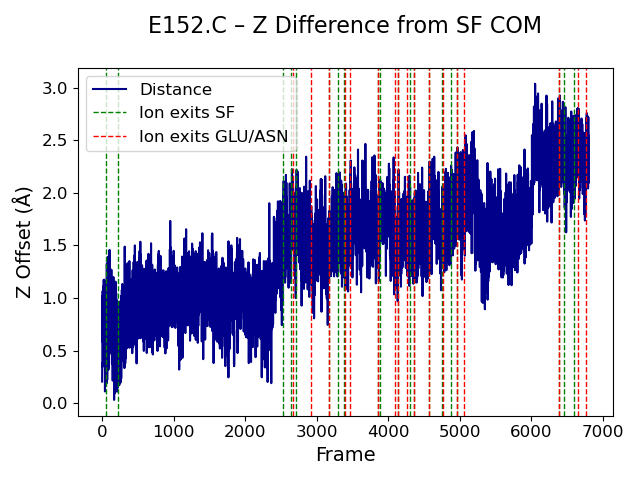 E152.C – Z Difference from SF COM
Distance
Ion exits SF
Ion exits GLU/ASN
Z Offset (Å)
3.0
2.5
2.0
1.5
1.0
0.5
0.0
0 1000 2000 3000 4000 5000 6000 7000
Frame